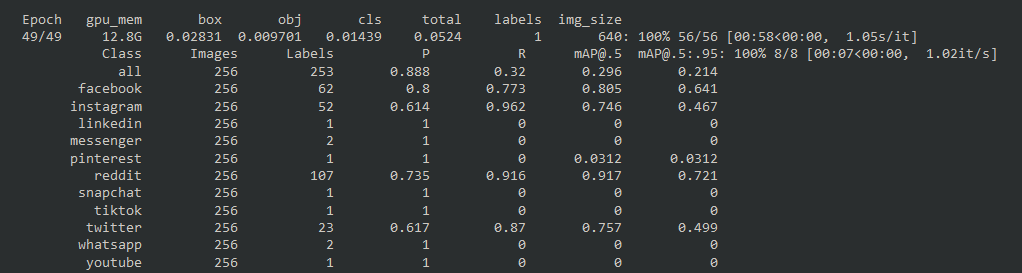 Epoch gpu_mem box obj cls total labels img_size
49/49 12.8G 0.02831 0.009701 0.01439 0.0524 1 640: 100% 56/56 [00:58<00:00, 1.05s/it]
Class Images Labels P R mAP@.5 mAP@.5:.95: 100% 8/8 [00:07<00:00, 1.02it/s]
all 256 253 0.888 0.32 0.296 0.214
facebook 256 62 0.8 0.773 0.805 0.641
instagram 256 52 0.614 0.962 0.746 0.467
linkedin 256 1 1 0 0 0
messenger 256 2 1 0 0 0
pinterest 256 1 1 0 0.0312 0.0312
reddit 256 107 0.735 0.916 0.917 0.721
snapchat 256 1 1 0 0 0
tiktok 256 1 1 0 0 0
twitter 256 23 0.617 0.87 0.757 0.499
whatsapp 256 2 1 0 0 0
youtube 256 1 1 0 0 0